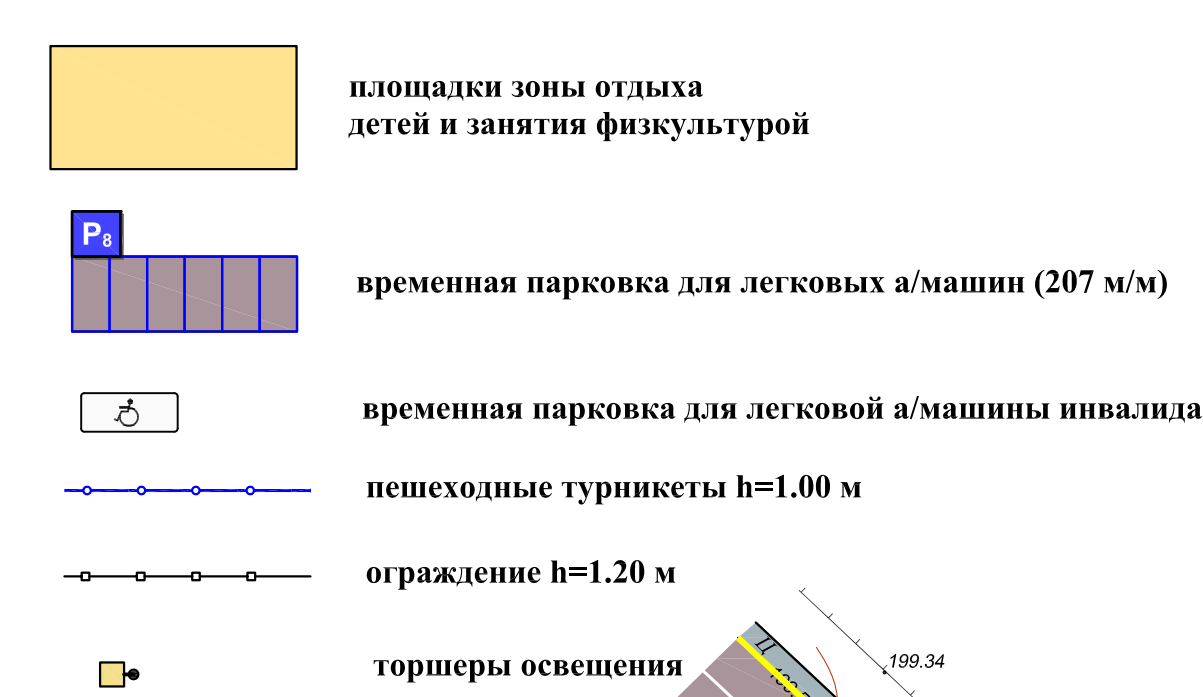 площадки зоны отдыха
детей и занятия физкультурой
P8
временная парковка для легковых а/машин (207 м/м)
временная парковка для легковой а/машины инвалида
пешеходные турникеты h=1.00 м
ограждение h=1.20 м
торшеры освещения
Ц
199.34